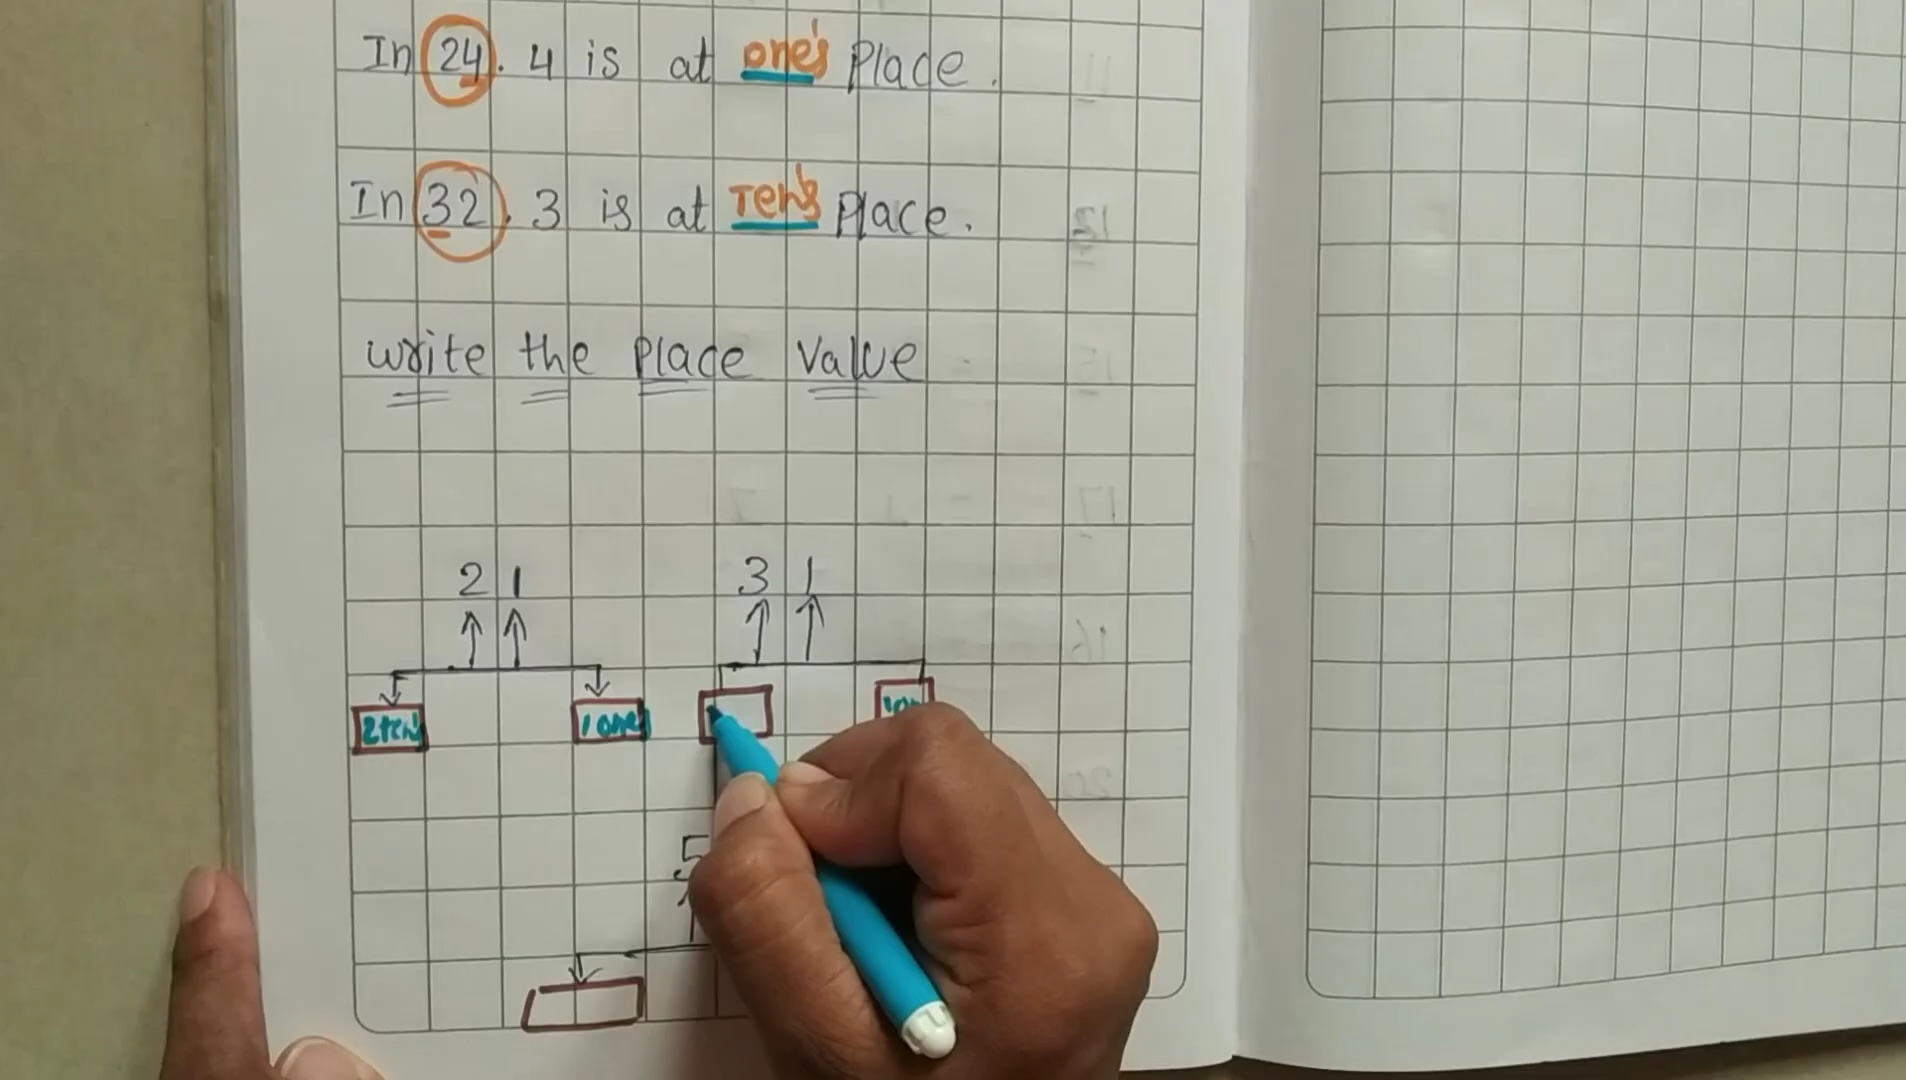 In 24. 4 is at one's Place.
In 32. 3 is at Ten's Place.
write the Place Value
2 1 3 1
2 ten's 1 one's
5